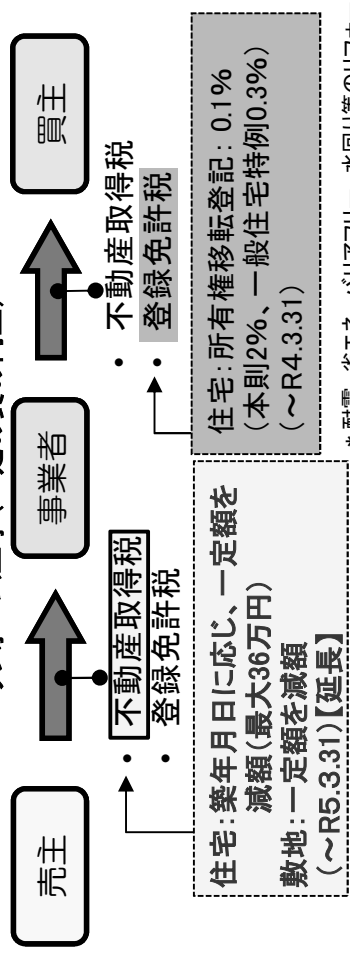 売主
事業者
買主
・ 不動産取得税
・ 登録免許税
・ 不動産取得税
・ 登録免許税
住宅：築年月日に応じ、一定額を
減額（最大36万円）
敷地：一定額を減額
（～R5.3.31）【延長】
住宅：所有権移転登記：0.1%
（本則2%、一般住宅特例0.3%）
（～R4.3.31）